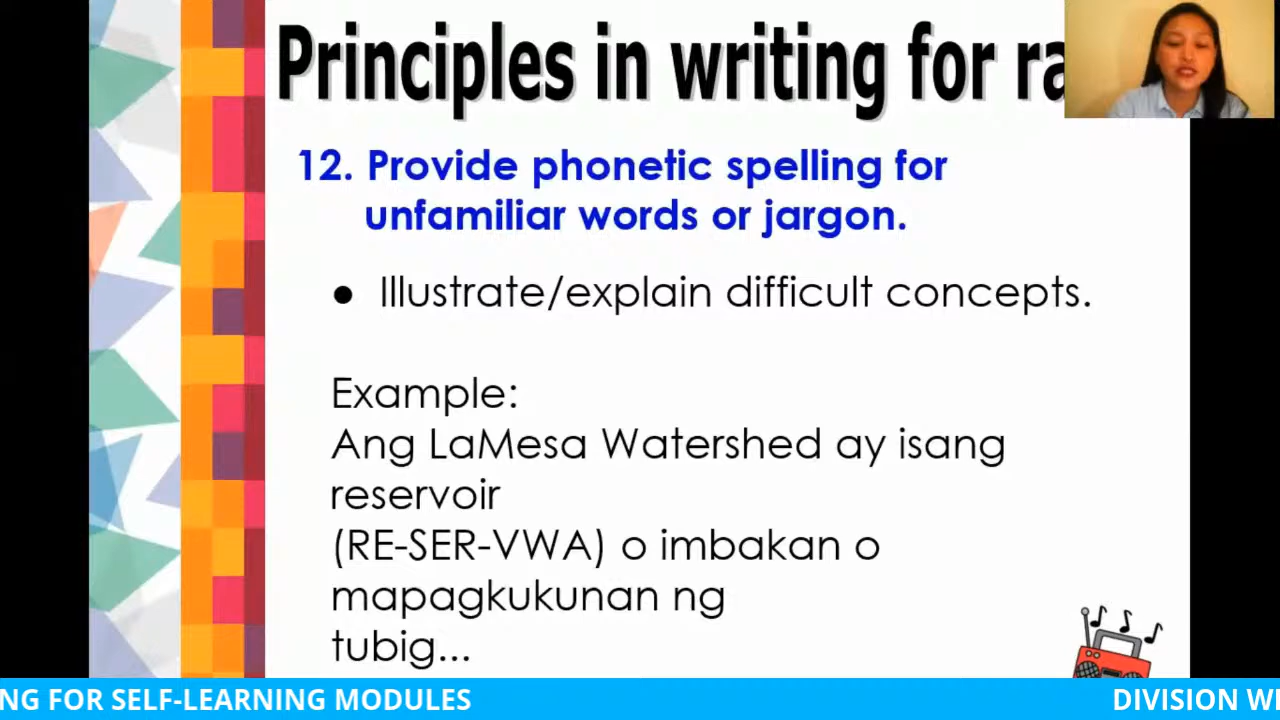 Principles in writing for ra
12. Provide phonetic spelling for
unfamiliar words or jargon.
● Illustrate/explain difficult concepts.
Example:
Ang LaMesa Watershed ay isang
reservoir
(RE-SER-VWA) o imbakan o
mapagkukunan ng
tubig...
NG FOR SELF-LEARNING MODULES
DIVISION WI